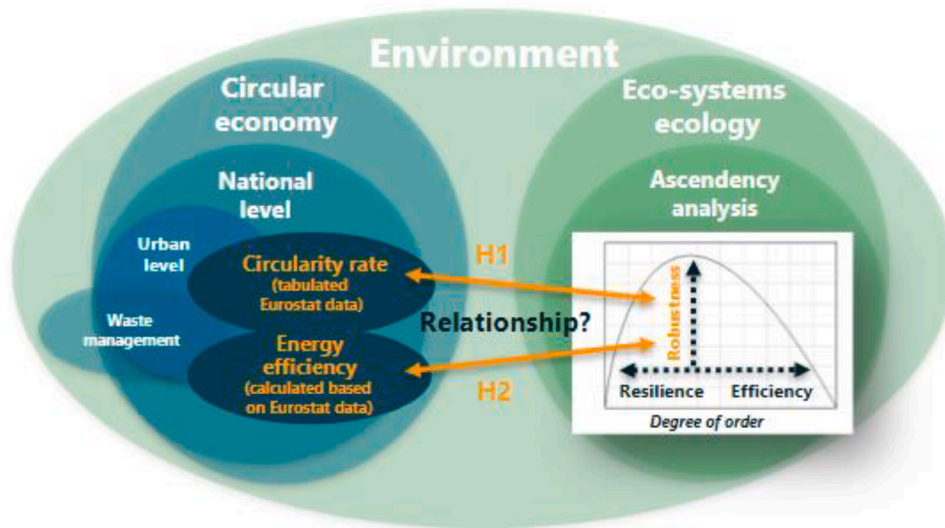 Environment
Circular
economy
National
level
Urban
level
Waste
management
Circularity rate
(tabulated
Eurostat data)
Energy
efficiency
(calculated based
on Eurostat data)
H1
Relationship?
H2
Eco-systems
ecology
Ascendency
analysis
Robustness
Resilience
Efficiency
Degree of order